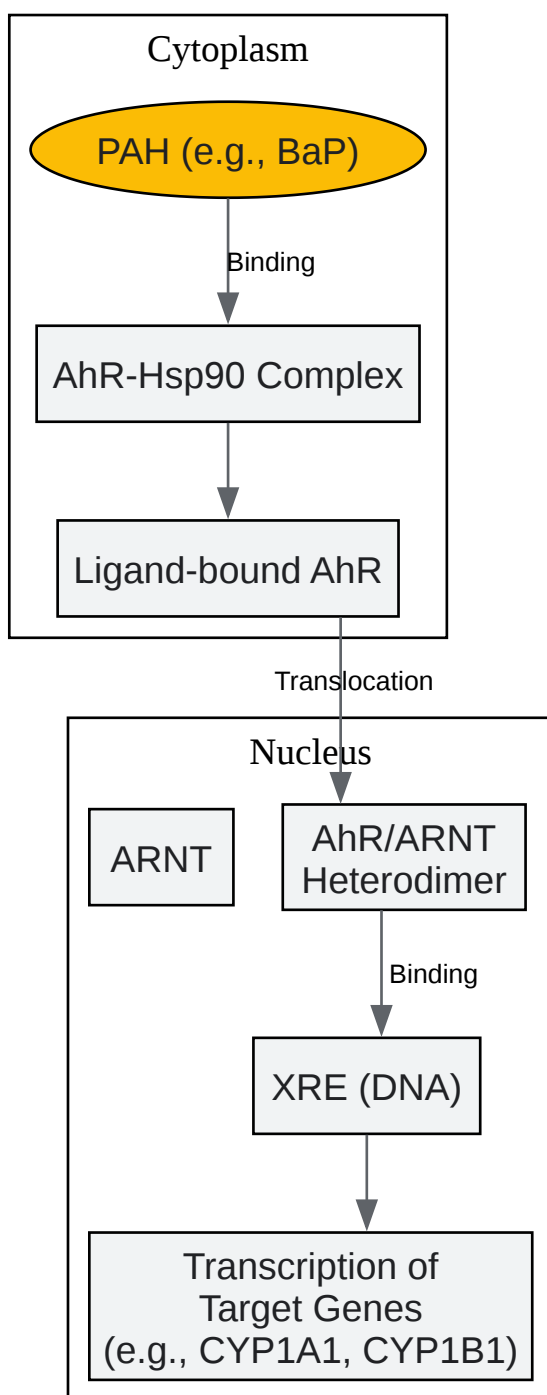 Cytoplasm
PAH (e.g., BaP)
Binding
AhR-Hsp90 Complex
Ligand-bound AhR
Translocation
Nucleus
ARNT
AhR/ARNT
Heterodimer
Binding
XRE (DNA)
Transcription of
Target Genes
(e.g., CYP1A1, CYP1B1)